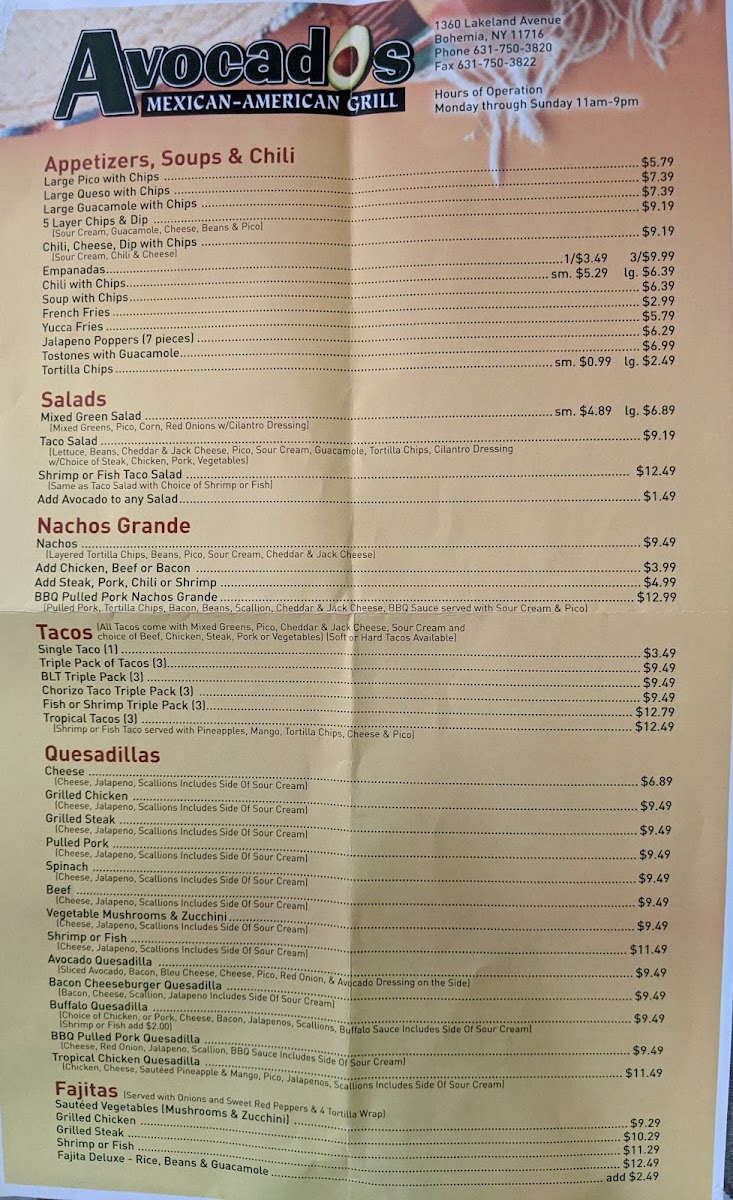 Avocados
MEXICAN-AMERICAN GRILL
1360 Lakeland Avenue
Bohemia, NY 11716
Phone 631-750-3820
Fax 631-750-3822
Hours of Operation
Monday through Sunday 11am-9pm
Appetizers, Soups & Chili
Large Pico with Chips $5.79
Large Queso with Chips $7.39
Large Guacamole with Chips $7.39
5 Layer Chips & Dip $9.19
(Sour Cream, Guacamole, Cheese, Beans & Pico)
Chili, Cheese, Dip with Chips $9.19
(Sour Cream, Chili & Cheese)
Empanadas 1/$3.49 3/$9.99
Chili with Chips sm. $5.29 lg. $6.39
Soup with Chips $6.39
French Fries $2.99
Yucca Fries $5.79
Jalapeno Poppers (7 pieces) $6.29
Tostones with Guacamole $6.99
Tortilla Chips sm. $0.99 lg. $2.49
Salads
Mixed Green Salad sm. $4.89 lg. $6.89
(Mixed Greens, Pico, Corn, Red Onions w/Cilantro Dressing)
Taco Salad $9.19
(Lettuce, Beans, Cheddar & Jack Cheese, Pico, Sour Cream, Guacamole, Tortilla Chips, Cilantro Dressing
w/Choice of Steak, Chicken, Pork, Vegetables)
Shrimp or Fish Taco Salad $12.49
(Same as Taco Salad with Choice of Shrimp or Fish)
Add Avocado to any Salad $1.49
Nachos Grande
Nachos $9.49
(Layered Tortilla Chips, Beans, Pico, Sour Cream, Cheddar & Jack Cheese)
Add Chicken, Beef or Bacon $3.99
Add Steak, Pork, Chili or Shrimp $4.99
BBQ Pulled Pork Nachos Grande $12.99
(Pulled Pork, Tortilla Chips, Bacon, Beans, Scallion, Cheddar & Jack Cheese, BBQ Sauce served with Sour Cream & Pico)
Tacos (All Tacos come with Mixed Greens, Pico, Cheddar & Jack Cheese, Sour Cream and
choice of Beef, Chicken, Steak, Pork or Vegetables) (Soft or Hard Tacos Available)
Single Taco (1) $3.49
Triple Pack of Tacos (3) $9.49
BLT Triple Pack (3) $9.49
Chorizo Taco Triple Pack (3) $9.49
Fish or Shrimp Triple Pack (3) $12.79
Tropical Tacos (3) $12.49
(Shrimp or Fish Taco served with Pineapples, Mango, Tortilla Chips, Cheese & Pico)
Quesadillas
Cheese $6.89
(Cheese, Jalapeno, Scallions Includes Side Of Sour Cream)
Grilled Chicken $9.49
(Cheese, Jalapeno, Scallions Includes Side Of Sour Cream)
Grilled Steak $9.49
(Cheese, Jalapeno, Scallions Includes Side Of Sour Cream)
Pulled Pork $9.49
(Cheese, Jalapeno, Scallions Includes Side Of Sour Cream)
Spinach $9.49
(Cheese, Jalapeno, Scallions Includes Side Of Sour Cream)
Beef $9.49
(Cheese, Jalapeno, Scallions Includes Side Of Sour Cream)
Vegetable Mushrooms & Zucchini $9.49
(Cheese, Jalapeno, Scallions Includes Side Of Sour Cream)
Shrimp or Fish $11.49
(Cheese, Jalapeno, Scallions Includes Side Of Sour Cream)
Avocado Quesadilla $9.49
(Sliced Avocado, Bacon, Bleu Cheese, Cheese, Pico, Red Onion, & Avocado Dressing on the Side)
Bacon Cheeseburger Quesadilla $9.49
(Bacon, Cheese, Scallion, Jalapeno Includes Side Of Sour Cream)
Buffalo Quesadilla $9.49
(Choice of Chicken, or Pork, Cheese, Bacon, Jalapenos, Scallions, Buffalo Sauce Includes Side Of Sour Cream)
(Shrimp or Fish add $2.00)
BBQ Pulled Pork Quesadilla $9.49
(Cheese, Red Onion, Jalapeno, Scallion, BBQ Sauce Includes Side Of Sour Cream)
Tropical Chicken Quesadilla $11.49
(Chicken, Cheese, Sautéed Pineapple & Mango, Pico, Jalapenos, Scallions Includes Side Of Sour Cream)
Fajitas (Served with Onions and Sweet Red Peppers & 4 Tortilla Wrap)
Sautéed Vegetables (Mushrooms & Zucchini) $9.29
Grilled Chicken $10.29
Grilled Steak $11.29
Shrimp or Fish $12.49
Fajita Deluxe - Rice, Beans & Guacamole add $2.49